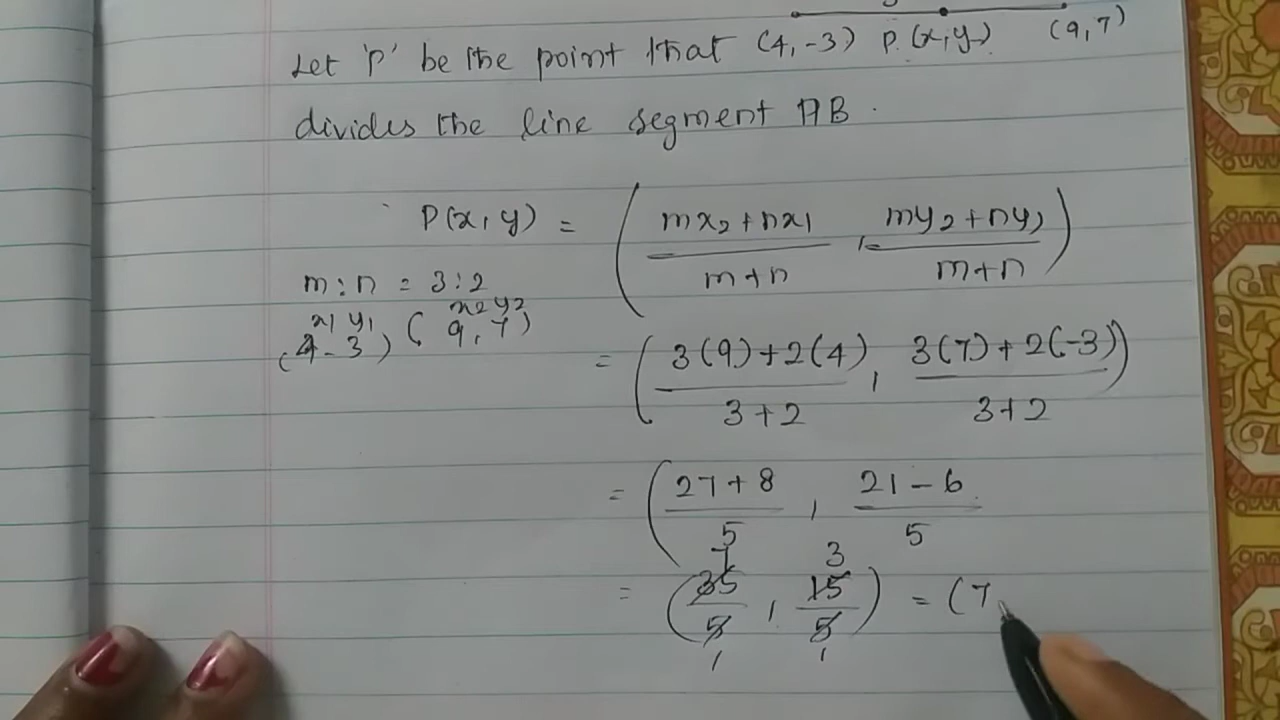 Let 'P' be the point that (4,-3) P.(x,y) (9,7)
divides the line segment AB.
P(x,y) = (mx₂+nx₁/m+n, my₂+ny₁/m+n)
m:n = 3:2
x₁ y₁ x₂ y₂
(4-3) (9,7)
= (3(9)+2(4)/3+2, 3(7)+2(-3)/3+2)
= (27+8/5, 21-6/5
7 3
= (35/5, 15/5) = (7,
1 1